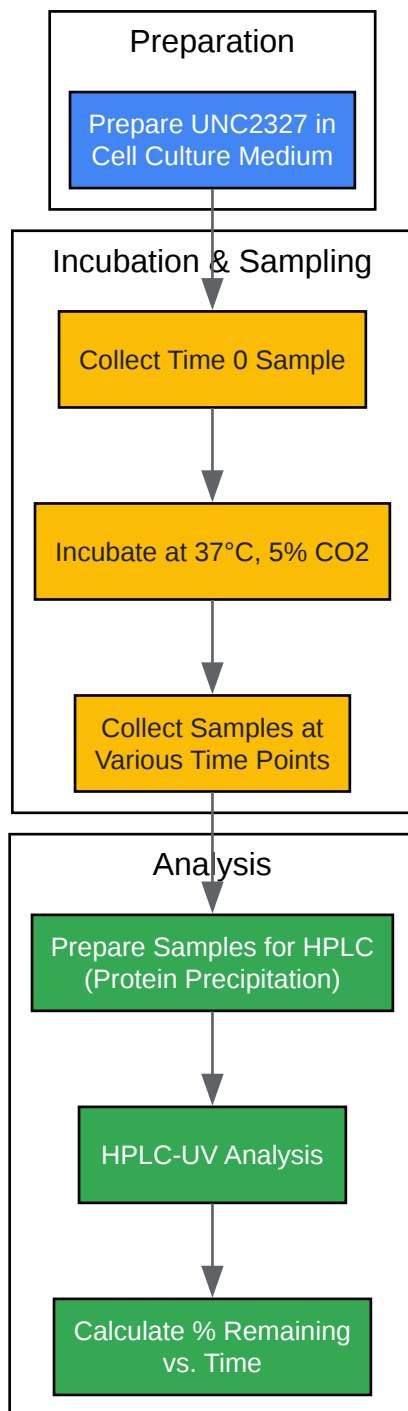 Preparation
Prepare UNC2327 in
Cell Culture Medium
Incubation & Sampling
Collect Time 0 Sample
Incubate at 37°C, 5% CO2
Collect Samples at
Various Time Points
Analysis
Prepare Samples for HPLC
(Protein Precipitation)
HPLC-UV Analysis
Calculate % Remaining
vs. Time